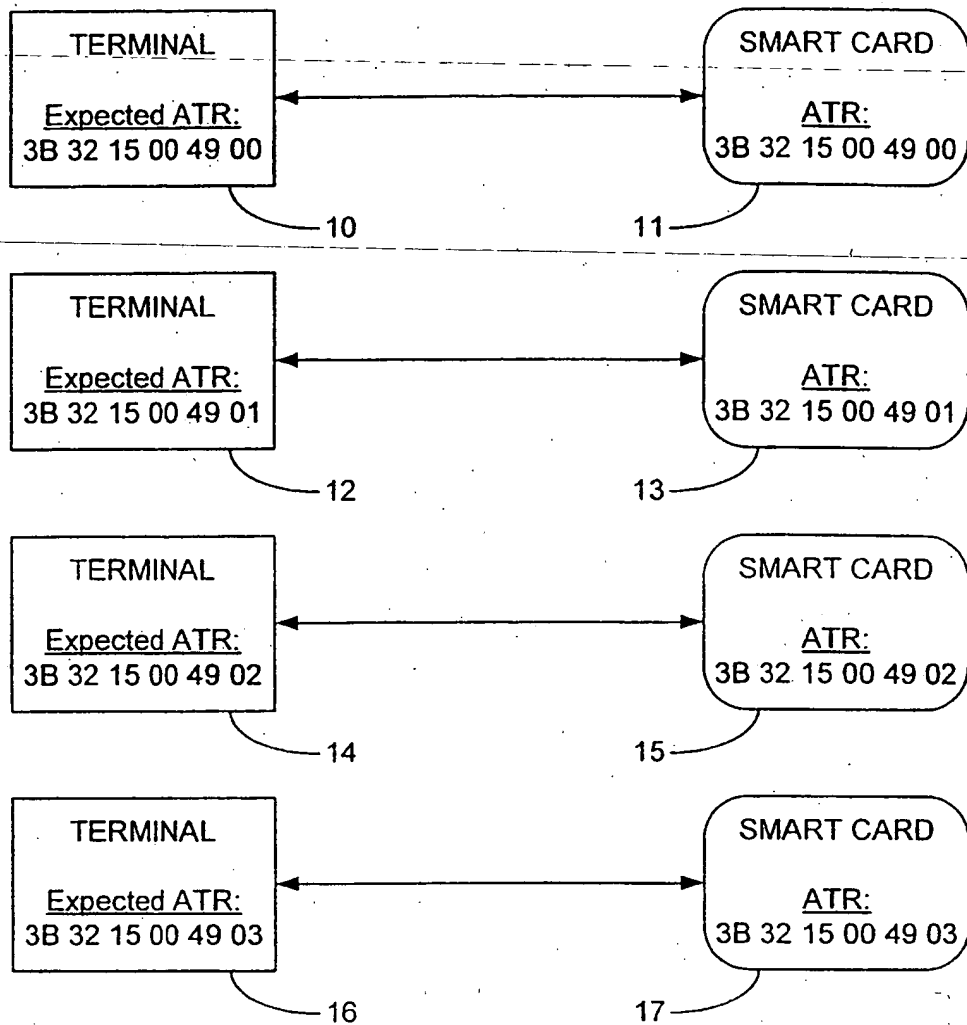 TERMINAL
Expected ATR:
3B 32 15 00 49 00
10
SMART CARD
ATR:
3B 32 15 00 49 00
11
TERMINAL
Expected ATR:
3B 32 15 00 49 01
12
SMART CARD
ATR:
3B 32 15 00 49 01
13
TERMINAL
Expected ATR:
3B 32 15 00 49 02
14
SMART CARD
ATR:
3B 32 15 00 49 02
15
TERMINAL
Expected ATR:
3B 32 15 00 49 03
16
SMART CARD
ATR:
3B 32 15 00 49 03
17